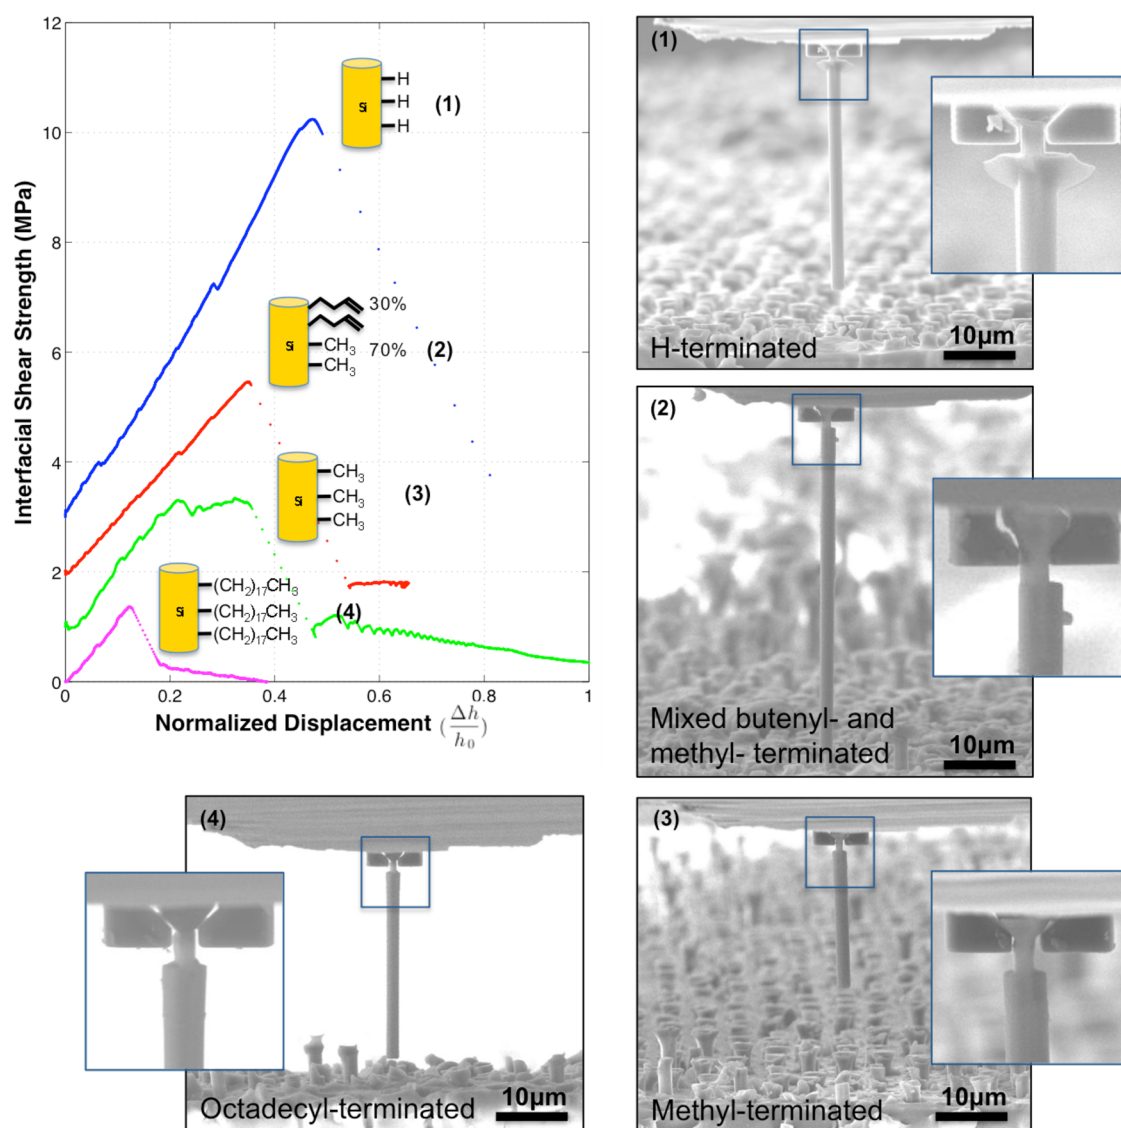 12
10
8
6
4
2
0
Interfacial Shear Strength (MPa)
0
0.2
0.4
0.6
0.8
1
Normalized Displacement (Δh/h₀)
Si
H
H
H
(1)
Si
30%
CH₃ 70%
CH₃
(2)
Si
CH₃
CH₃
CH₃
(3)
Si
(CH₂)₁₇CH₃
(CH₂)₁₇CH₃
(CH₂)₁₇CH₃
(4)
(1)
H-terminated
10µm
(2)
Mixed butenyl- and
methyl- terminated
10µm
(4)
Octadecyl-terminated
10µm
(3)
Methyl-terminated
10µm